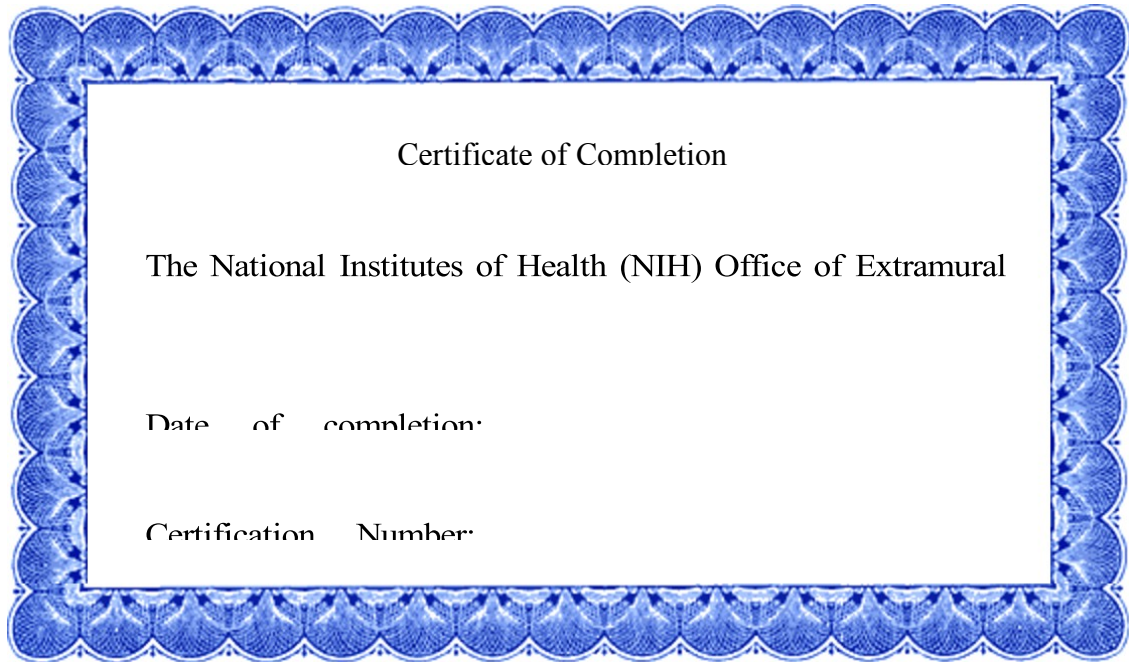 Certificate of Completion
The National Institutes of Health (NIH) Office of Extramural
Date of completion:
Certification Number: